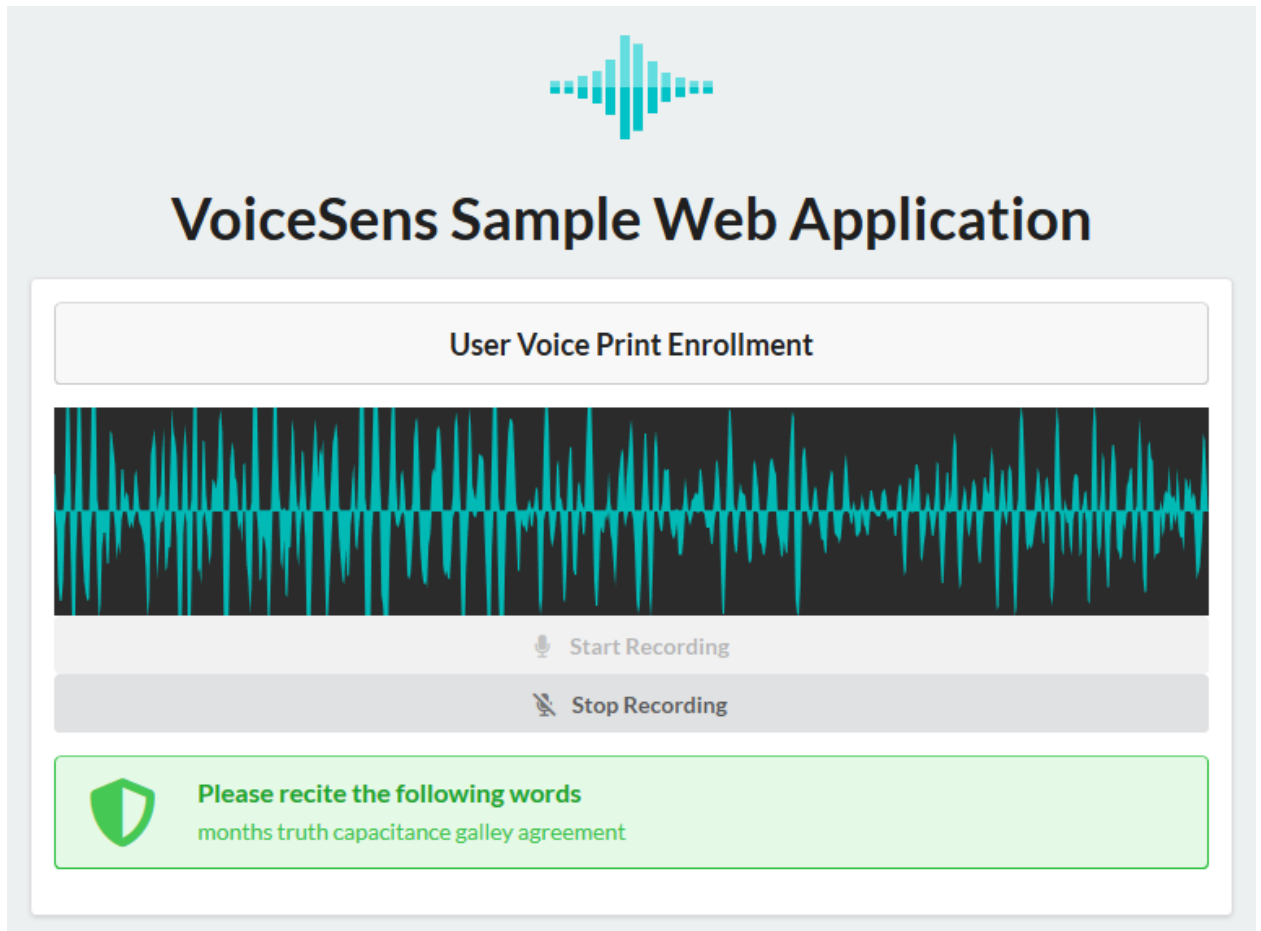 VoiceSens Sample Web Application
User Voice Print Enrollment
Start Recording
Stop Recording
Please recite the following words
months truth capacitance galley agreement